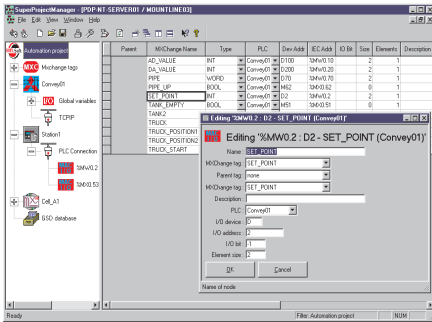 SuperProjectManager - [PDP-NT-SERVER01 / MOUNTLINE03]
File Edit View Window Help
Automation project
MXC Mxchange tags
Convey01
I/O Global variables
TCPIP
Station1
PLC Connection
%MW0.2
%MX0.53
Cell_A1
GSD database
Parent MXChange Name Type PLC Dev Addr IEC Addr IO Bit Size Elements Description
AD_VALUE INT Convey01 D100 %MW0.10 2 1
DA_VALUE INT Convey01 D200 %MW0.20 2 1
PIPE WORD Convey01 D70 %MW0.70 2 1
PIPE_UP BOOL Convey01 M62 %MX0.62 0 1
SET_POINT INT Convey01 D2 %MW0.2 2 1
TANK_EMPTY BOOL Convey01 M51 %MX0.51 0 1
TANK2
TRUCK
TRUCK_POSITION1
TRUCK_POSITION2
TRUCK_START
Editing '%MW0.2 : D2 - SET_POINT (Convey01)'
Editing '%MW0.2 : D2 - SET_POINT (Convey01)'
Name: SET_POINT
MXChange tag: SET_POINT
Parent tag: none
MXChange tag: SET_POINT
Description:
PLC: Convey01
I/O device: D
I/O address: 2
I/O bit: -1
Element size: 2
OK Cancel
Name of node
Ready Filter: Automation project NUM